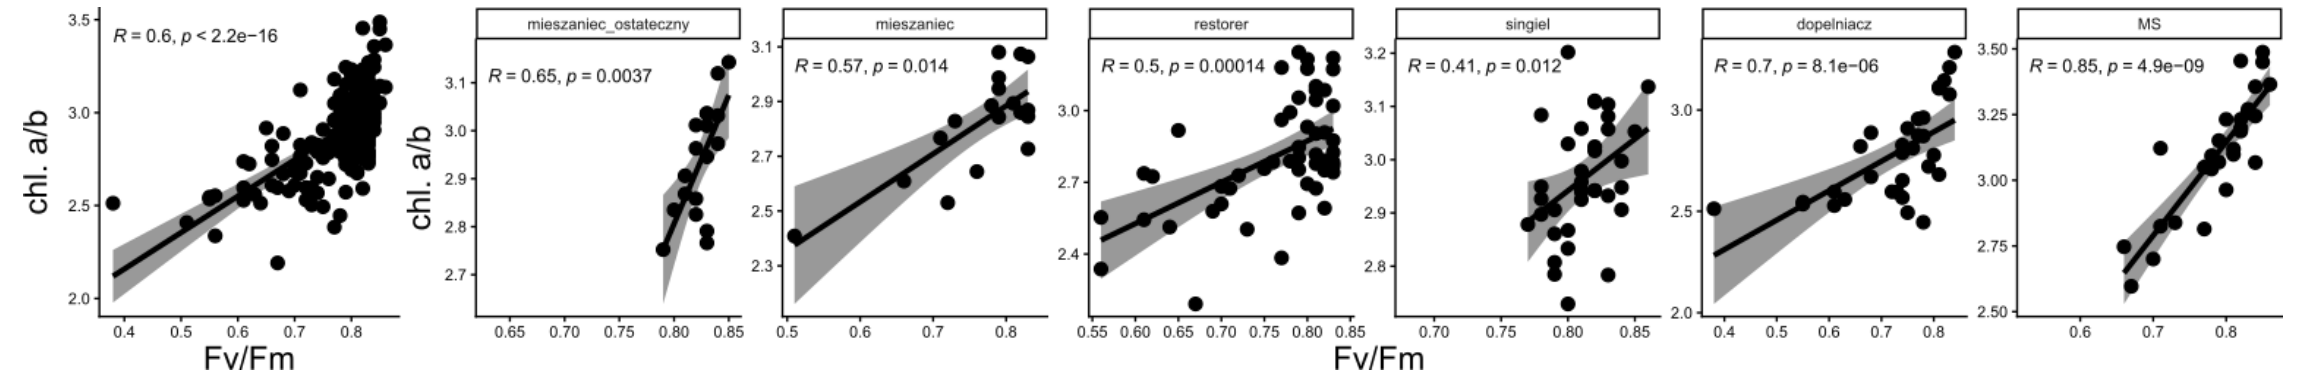 chl. a/b
R = 0.6, p < 2.2e−16
3.5
3.0
2.5
2.0
0.4 0.5 0.6 0.7 0.8
Fv/Fm
chl. a/b
mieszaniec_ostateczny
R = 0.65, p = 0.0037
3.1
3.0
2.9
2.8
2.7
0.65 0.70 0.75 0.80 0.85
mieszaniec
R = 0.57, p = 0.014
3.1
2.9
2.7
2.5
2.3
0.5 0.6 0.7 0.8
restorer
R = 0.5, p = 0.00014
3.0
2.7
2.4
0.55 0.60 0.65 0.70 0.75 0.80 0.85
singiel
R = 0.41, p = 0.012
3.2
3.1
3.0
2.9
2.8
0.70 0.75 0.80 0.85
dopelniacz
R = 0.7, p = 8.1e−06
3.0
2.5
2.0
0.4 0.5 0.6 0.7 0.8
MS
R = 0.85, p = 4.9e−09
3.50
3.25
3.00
2.75
2.50
0.6 0.7 0.8
Fv/Fm